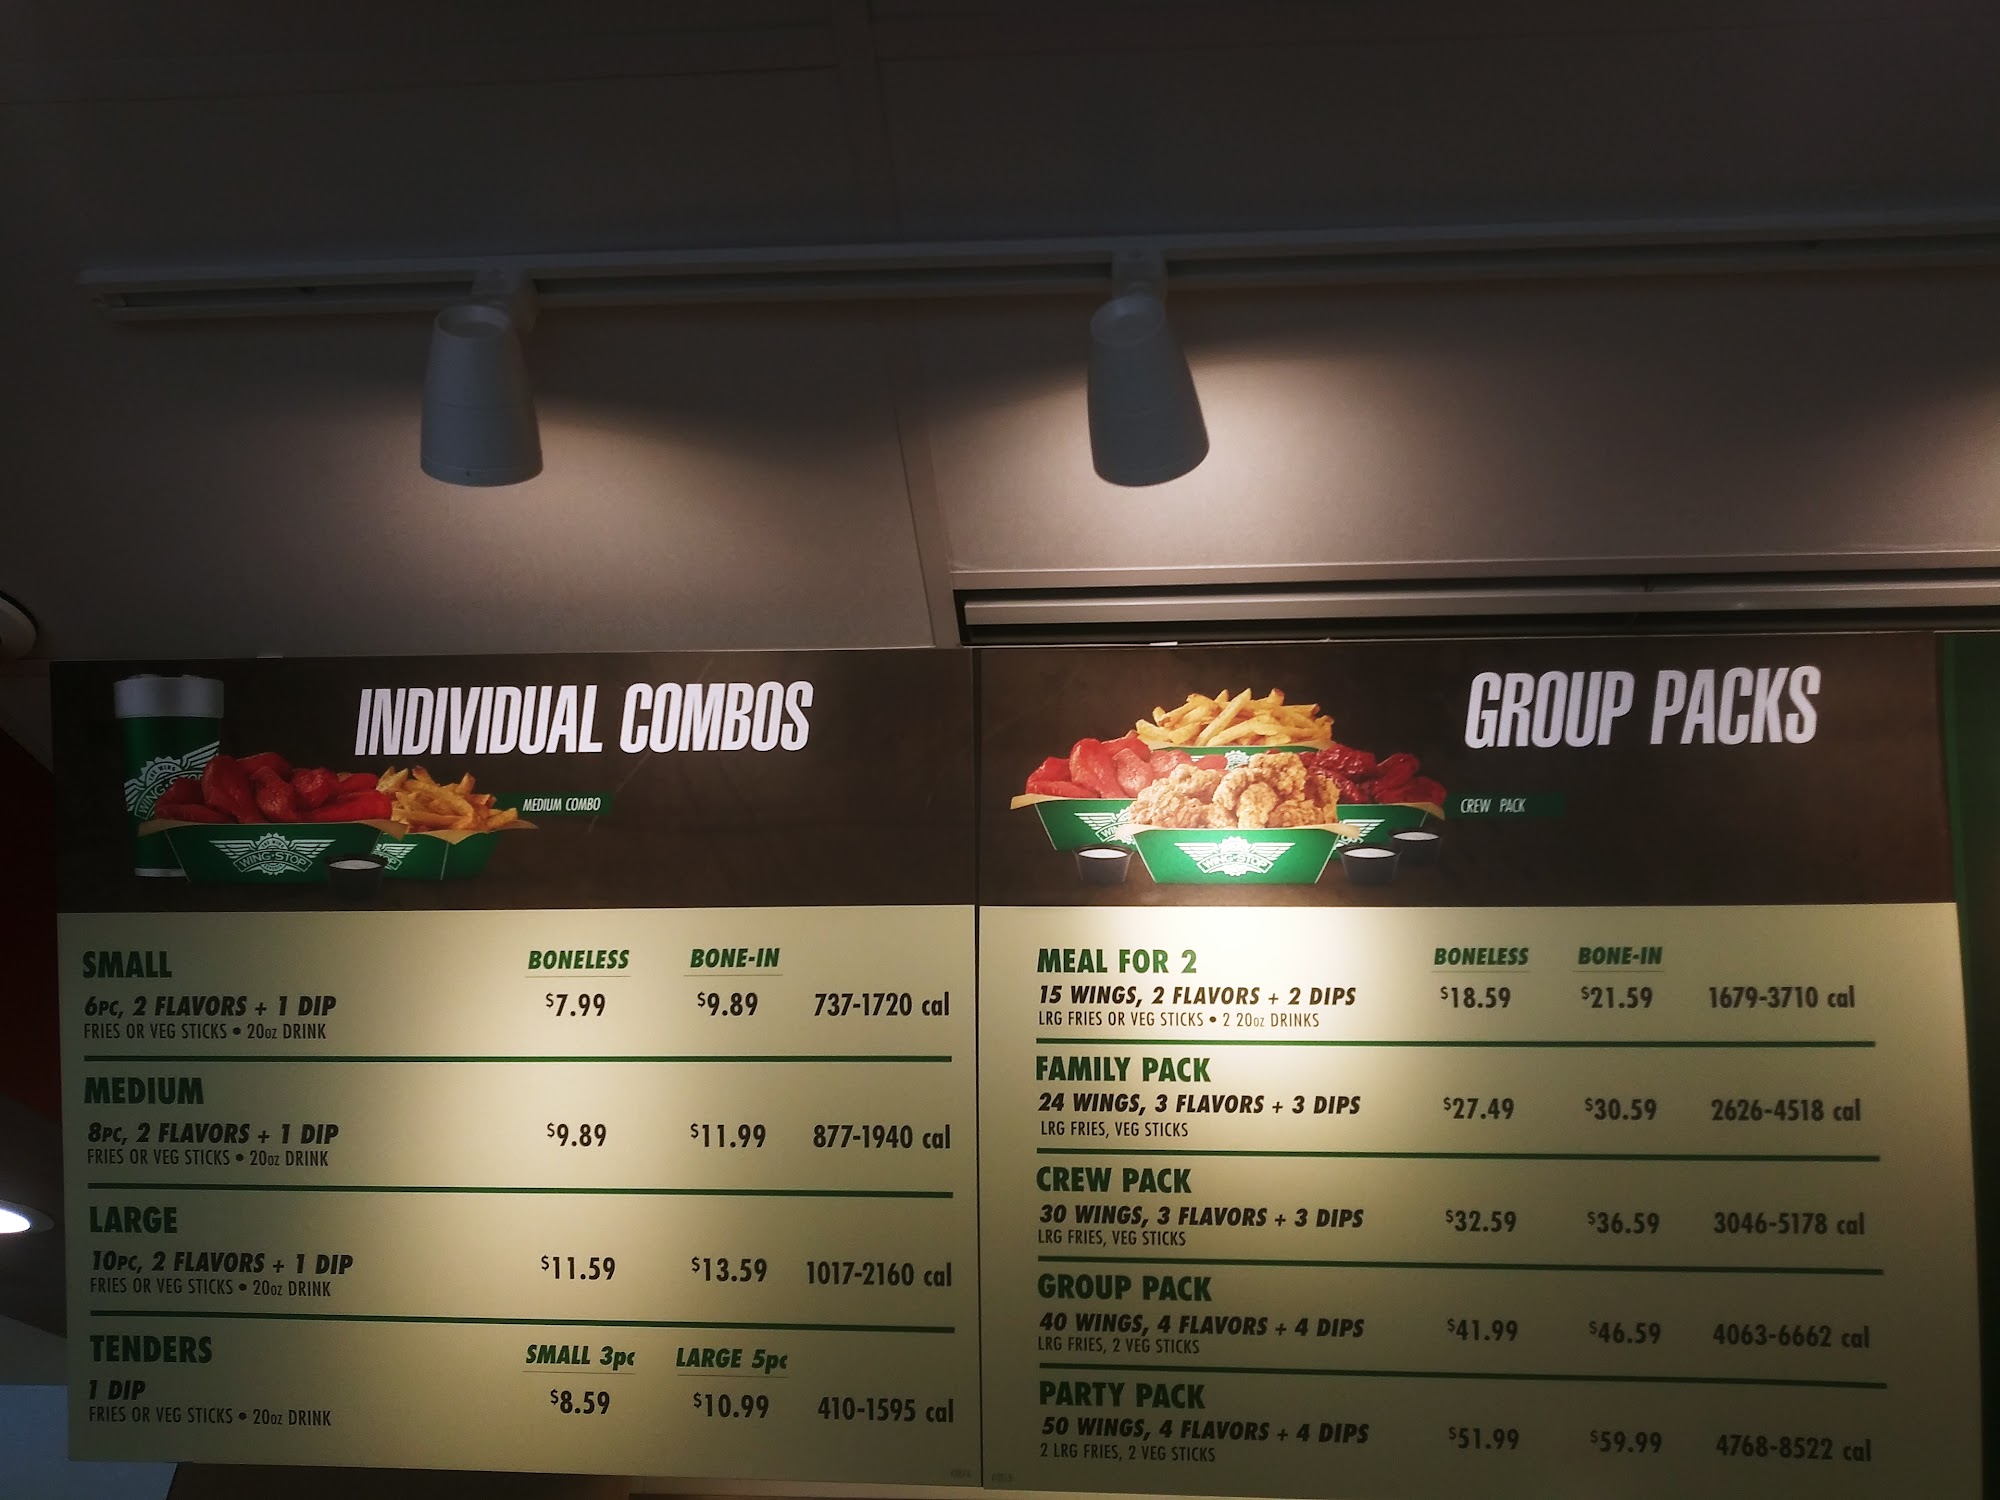 INDIVIDUAL COMBOS
WING·STOP
MEDIUM COMBO
WING·STOP
SMALL BONELESS BONE-IN
6PC, 2 FLAVORS + 1 DIP $7.99 $9.89 737-1720 cal
FRIES OR VEG STICKS • 20oz DRINK
MEDIUM
8PC, 2 FLAVORS + 1 DIP $9.89 $11.99 877-1940 cal
FRIES OR VEG STICKS • 20oz DRINK
LARGE
10PC, 2 FLAVORS + 1 DIP $11.59 $13.59 1017-2160 cal
FRIES OR VEG STICKS • 20oz DRINK
TENDERS SMALL 3pc LARGE 5pc
1 DIP $8.59 $10.99 410-1595 cal
FRIES OR VEG STICKS • 20oz DRINK
GROUP PACKS
CREW PACK
WING·STOP
MEAL FOR 2 BONELESS BONE-IN
15 WINGS, 2 FLAVORS + 2 DIPS $18.59 $21.59 1679-3710 cal
LRG FRIES OR VEG STICKS • 2 20oz DRINKS
FAMILY PACK
24 WINGS, 3 FLAVORS + 3 DIPS $27.49 $30.59 2626-4518 cal
LRG FRIES, VEG STICKS
CREW PACK
30 WINGS, 3 FLAVORS + 3 DIPS $32.59 $36.59 3046-5178 cal
LRG FRIES, VEG STICKS
GROUP PACK
40 WINGS, 4 FLAVORS + 4 DIPS $41.99 $46.59 4063-6662 cal
LRG FRIES, 2 VEG STICKS
PARTY PACK
50 WINGS, 4 FLAVORS + 4 DIPS $51.99 $59.99 4768-8522 cal
2 LRG FRIES, 2 VEG STICKS